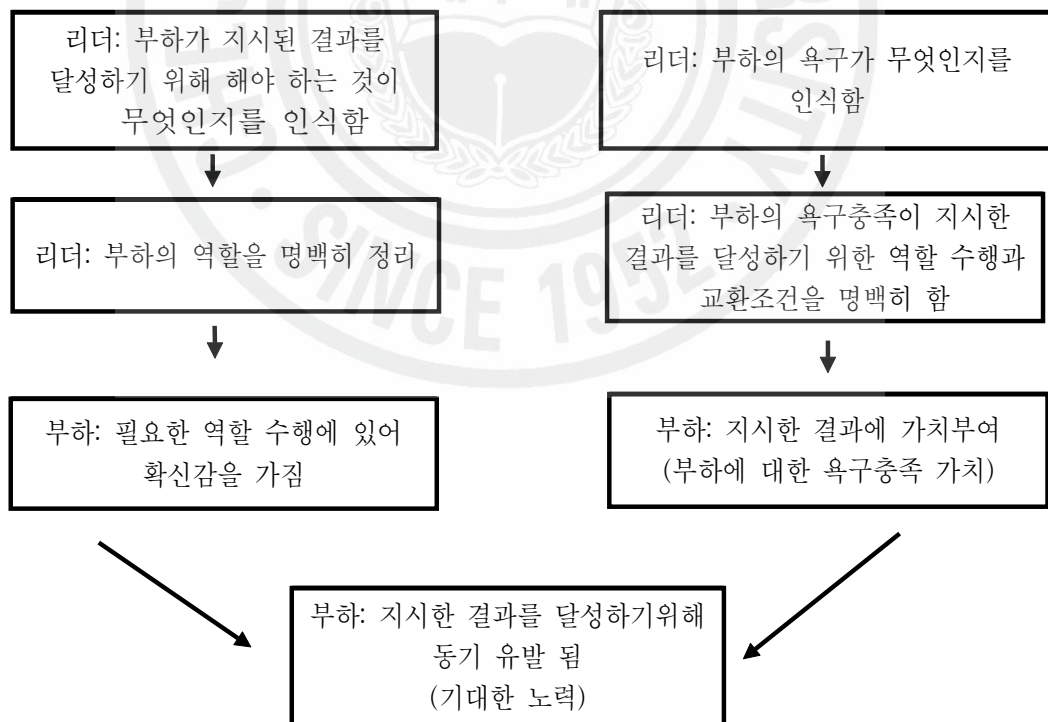 리더: 부하가 지시된 결과를
달성하기 위해 해야 하는 것이
무엇인지를 인식함
리더: 부하의 욕구가 무엇인지를
인식함
리더: 부하의 역할을 명백히 정리
리더: 부하의 욕구충족이 지시한
결과를 달성하기 위한 역할 수행과
교환조건을 명백히 함
부하: 필요한 역할 수행에 있어
확신감을 가짐
부하: 지시한 결과에 가치부여
(부하에 대한 욕구충족 가치)
부하: 지시한 결과를 달성하기위해
동기 유발 됨
(기대한 노력)
SINCE 1952